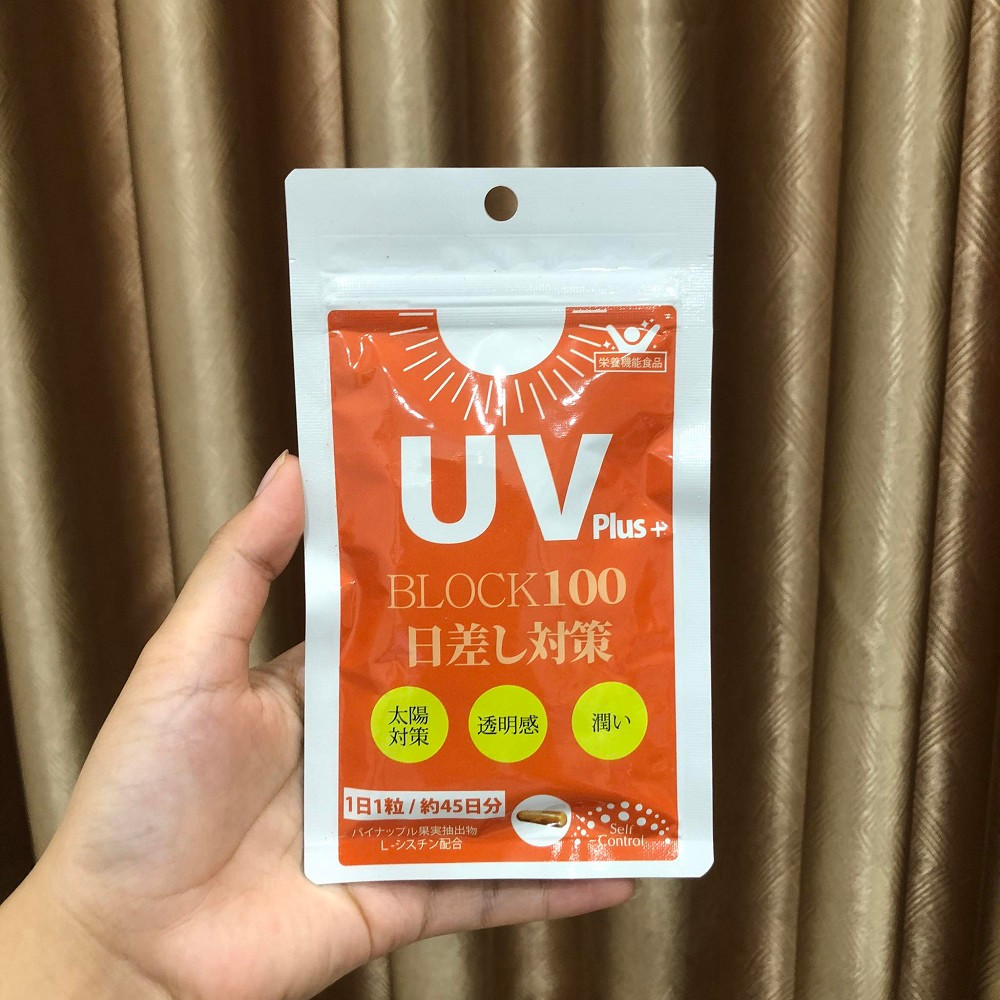 栄養機能食品
UV
Plus +
BLOCK100
日差し対策
太陽
対策
透明感
潤い
1日1粒 / 約45日分
パイナップル果実抽出物
L-シスチン配合
Self
Control